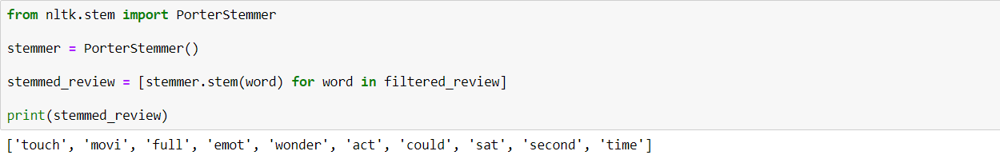 from nltk.stem import PorterStemmer
stemmer = PorterStemmer()
stemmed_review = [stemmer.stem(word) for word in filtered_review]
print(stemmed_review)
['touch', 'movi', 'full', 'emot', 'wonder', 'act', 'could', 'sat', 'second', 'time']